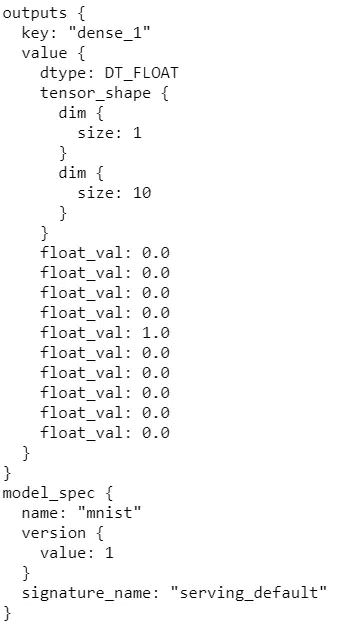 outputs {
  key: "dense_1"
  value {
    dtype: DT_FLOAT
    tensor_shape {
      dim {
        size: 1
      }
      dim {
        size: 10
      }
    }
    float_val: 0.0
    float_val: 0.0
    float_val: 0.0
    float_val: 0.0
    float_val: 1.0
    float_val: 0.0
    float_val: 0.0
    float_val: 0.0
    float_val: 0.0
    float_val: 0.0
  }
}
model_spec {
  name: "mnist"
  version {
    value: 1
  }
  signature_name: "serving_default"
}